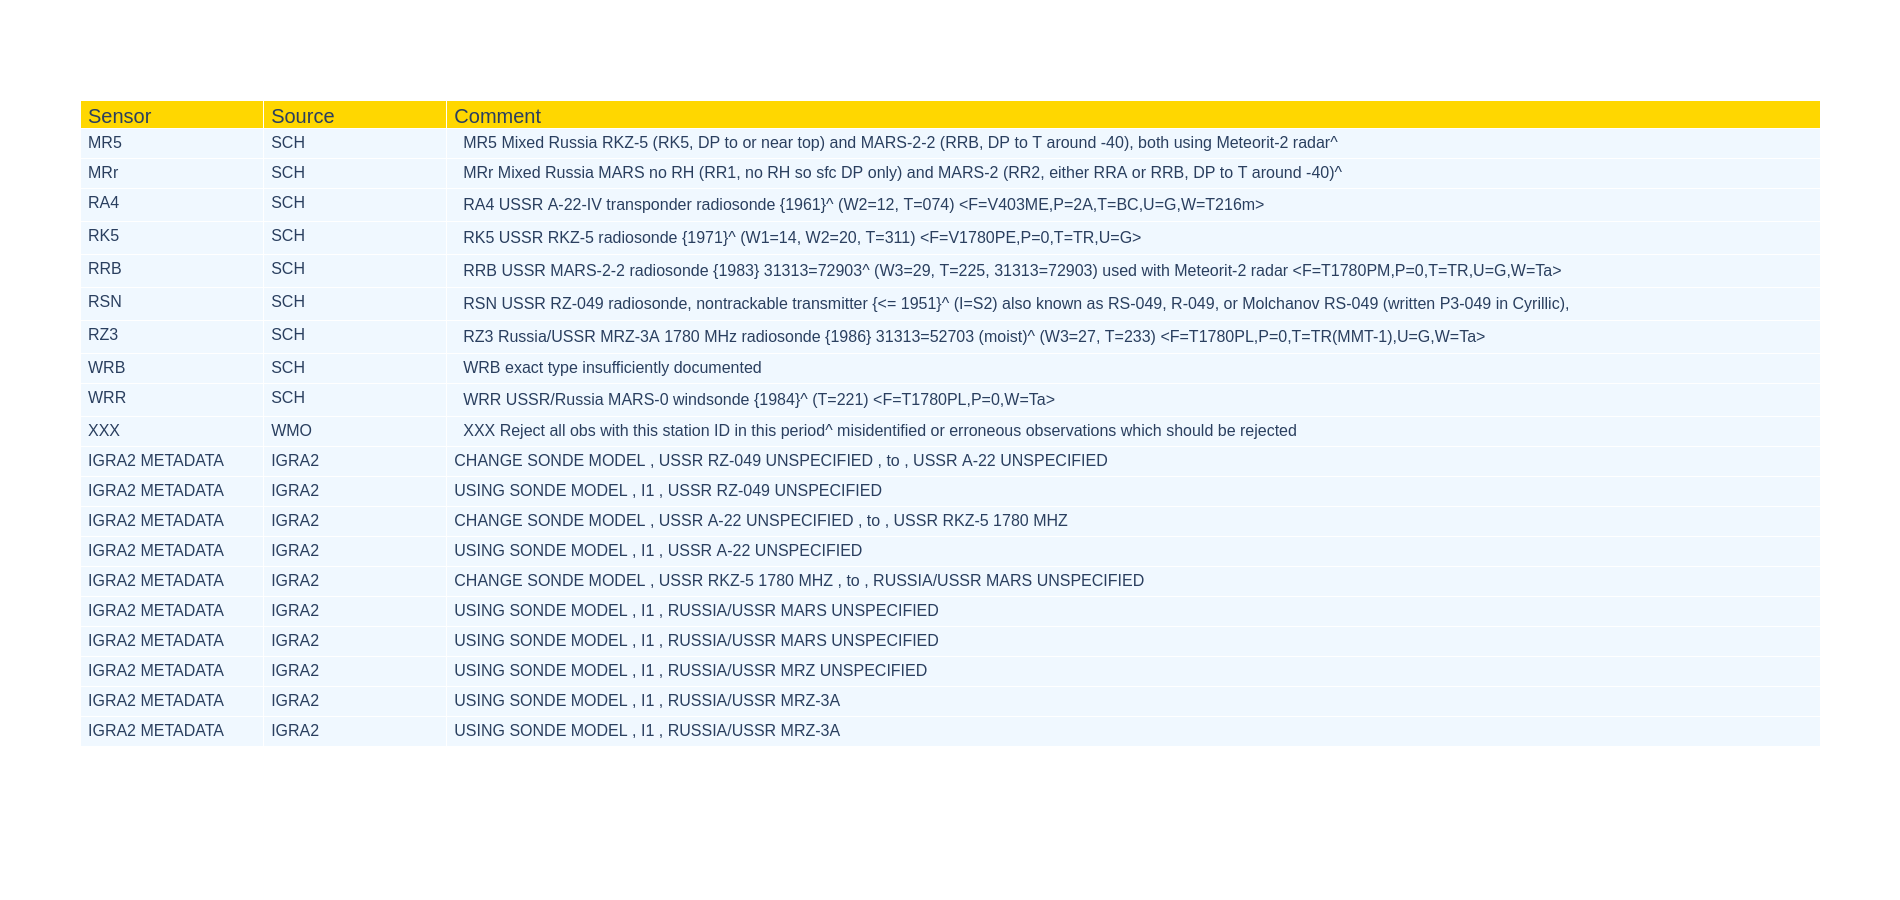 Sensor Source Comment
MR5 SCH MR5 Mixed Russia RKZ-5 (RK5, DP to or near top) and MARS-2-2 (RRB, DP to T around -40), both using Meteorit-2 radar^
MRr SCH MRr Mixed Russia MARS no RH (RR1, no RH so sfc DP only) and MARS-2 (RR2, either RRA or RRB, DP to T around -40)^
RA4 SCH RA4 USSR A-22-IV transponder radiosonde {1961}^ (W2=12, T=074) <F=V403ME,P=2A,T=BC,U=G,W=T216m>
RK5 SCH RK5 USSR RKZ-5 radiosonde {1971}^ (W1=14, W2=20, T=311) <F=V1780PE,P=0,T=TR,U=G>
RRB SCH RRB USSR MARS-2-2 radiosonde {1983} 31313=72903^ (W3=29, T=225, 31313=72903) used with Meteorit-2 radar <F=T1780PM,P=0,T=TR,U=G,W=Ta>
RSN SCH RSN USSR RZ-049 radiosonde, nontrackable transmitter {<= 1951}^ (I=S2) also known as RS-049, R-049, or Molchanov RS-049 (written P3-049 in Cyrillic),
RZ3 SCH RZ3 Russia/USSR MRZ-3A 1780 MHz radiosonde {1986} 31313=52703 (moist)^ (W3=27, T=233) <F=T1780PL,P=0,T=TR(MMT-1),U=G,W=Ta>
WRB SCH WRB exact type insufficiently documented
WRR SCH WRR USSR/Russia MARS-0 windsonde {1984}^ (T=221) <F=T1780PL,P=0,W=Ta>
XXX WMO XXX Reject all obs with this station ID in this period^ misidentified or erroneous observations which should be rejected
IGRA2 METADATA IGRA2 CHANGE SONDE MODEL , USSR RZ-049 UNSPECIFIED , to , USSR A-22 UNSPECIFIED
IGRA2 METADATA IGRA2 USING SONDE MODEL , I1 , USSR RZ-049 UNSPECIFIED
IGRA2 METADATA IGRA2 CHANGE SONDE MODEL , USSR A-22 UNSPECIFIED , to , USSR RKZ-5 1780 MHZ
IGRA2 METADATA IGRA2 USING SONDE MODEL , I1 , USSR A-22 UNSPECIFIED
IGRA2 METADATA IGRA2 CHANGE SONDE MODEL , USSR RKZ-5 1780 MHZ , to , RUSSIA/USSR MARS UNSPECIFIED
IGRA2 METADATA IGRA2 USING SONDE MODEL , I1 , RUSSIA/USSR MARS UNSPECIFIED
IGRA2 METADATA IGRA2 USING SONDE MODEL , I1 , RUSSIA/USSR MARS UNSPECIFIED
IGRA2 METADATA IGRA2 USING SONDE MODEL , I1 , RUSSIA/USSR MRZ UNSPECIFIED
IGRA2 METADATA IGRA2 USING SONDE MODEL , I1 , RUSSIA/USSR MRZ-3A
IGRA2 METADATA IGRA2 USING SONDE MODEL , I1 , RUSSIA/USSR MRZ-3A